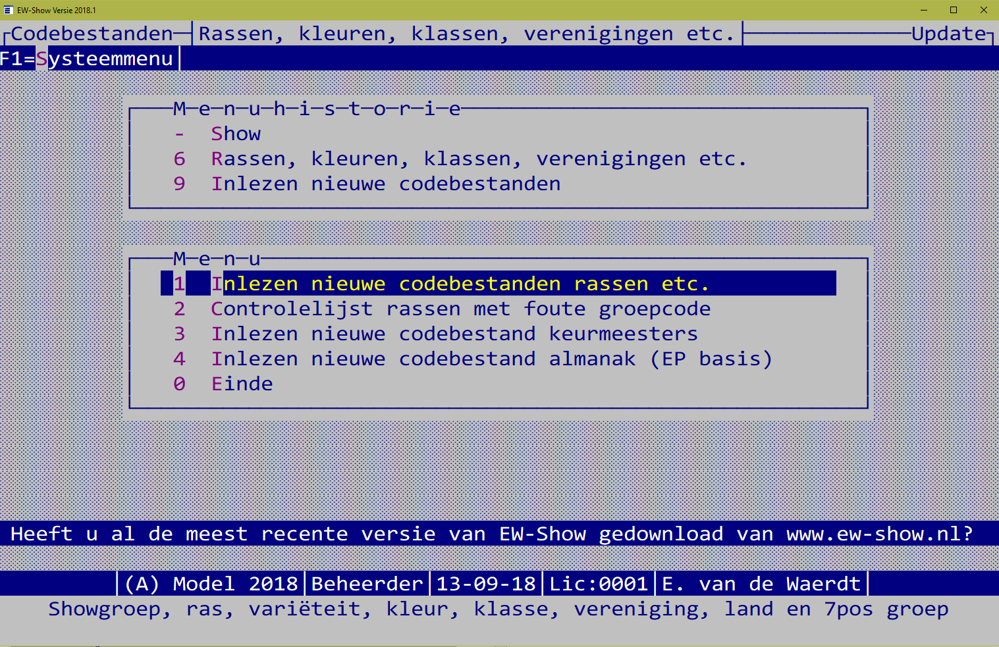 EW-Show Versie 2018.1
Codebestanden Rassen, kleuren, klassen, verenigingen etc. Update
F1=Systeemmenu
Menuhistorie
- Show
6 Rassen, kleuren, klassen, verenigingen etc.
9 Inlezen nieuwe codebestanden
Menu
1 Inlezen nieuwe codebestanden rassen etc.
2 Controlelijst rassen met foute groepcode
3 Inlezen nieuwe codebestand keurmeesters
4 Inlezen nieuwe codebestand almanak (EP basis)
0 Einde
Heeft u al de meest recente versie van EW-Show gedownload van www.ew-show.nl?
(A) Model 2018 Beheerder 13-09-18 Lic:0001 E. van de Waerdt
Showgroep, ras, variëteit, kleur, klasse, vereniging, land en 7pos groep